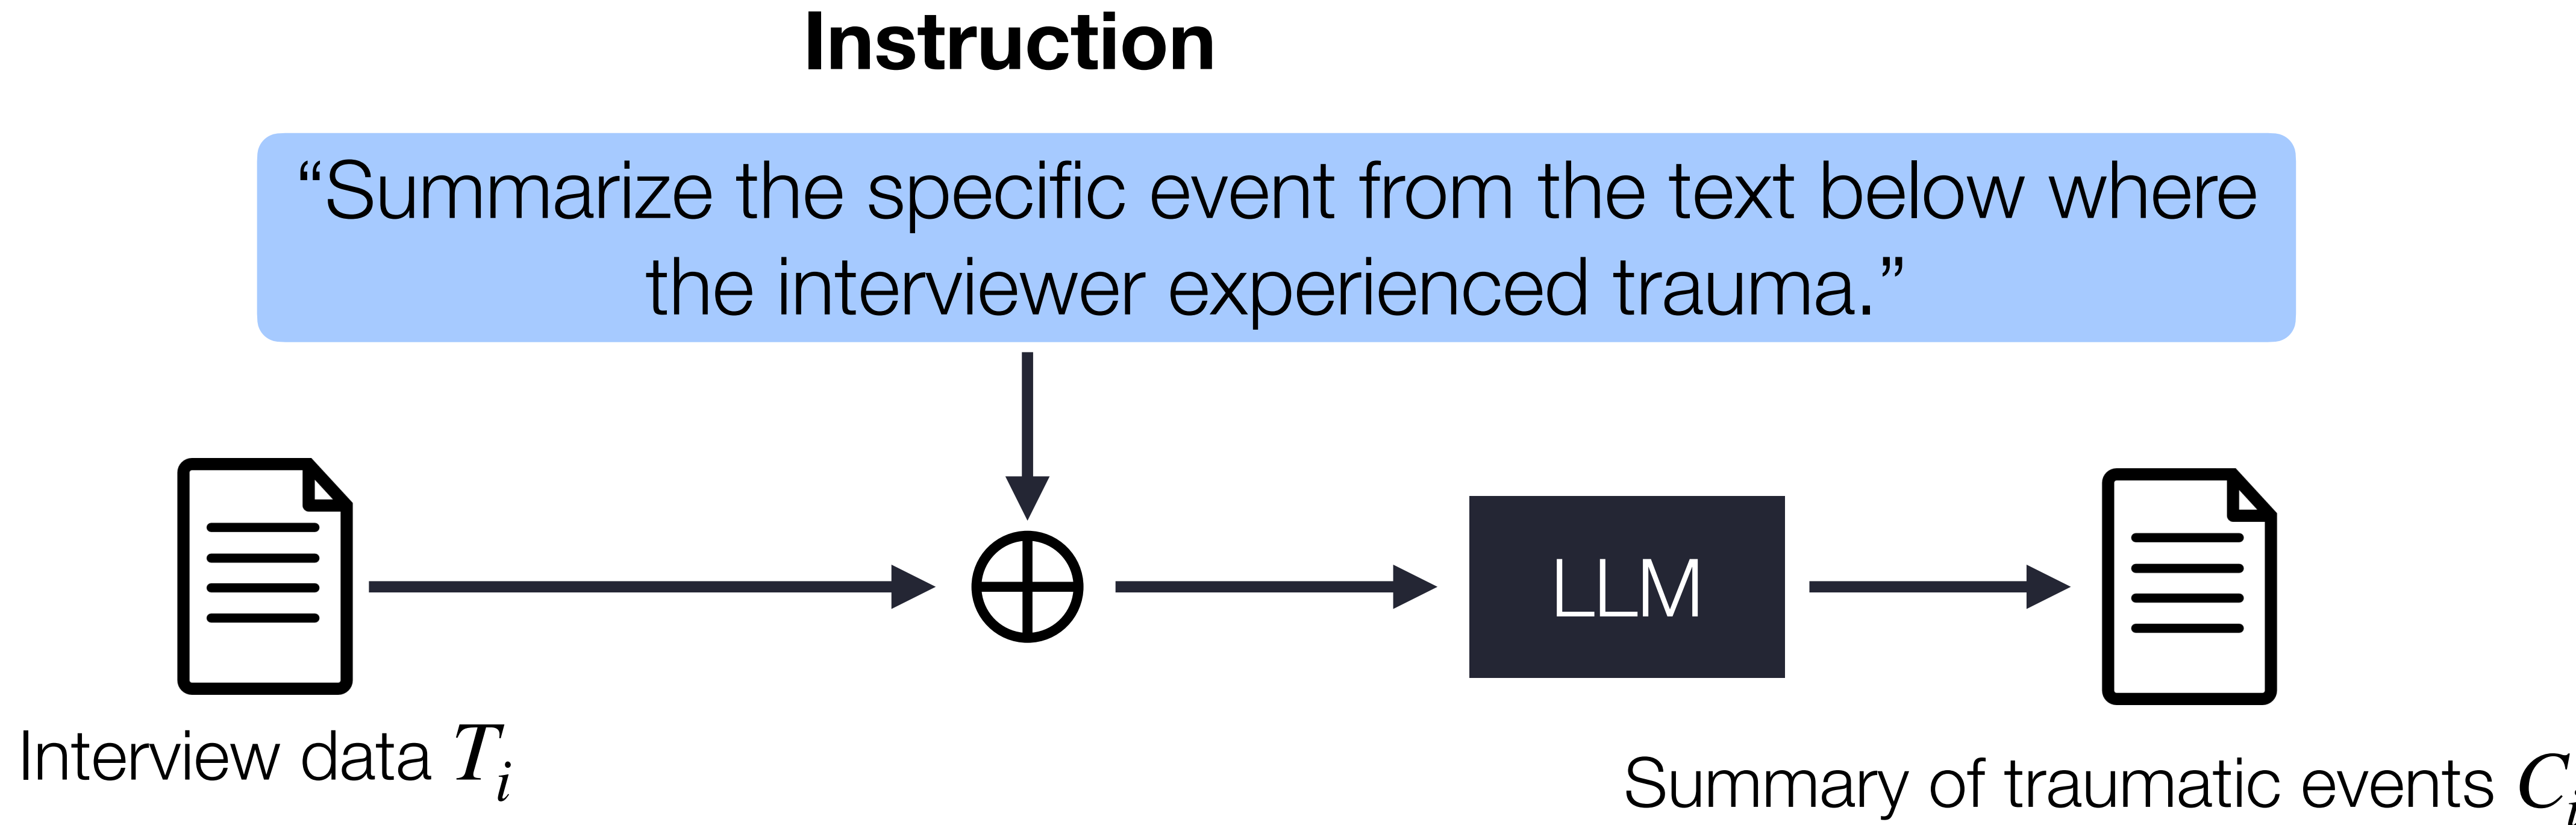 Instruction
“Summarize the specific event from the text below where
the interviewer experienced trauma.”
LLM
Interview data T_i
Summary of traumatic events C_i